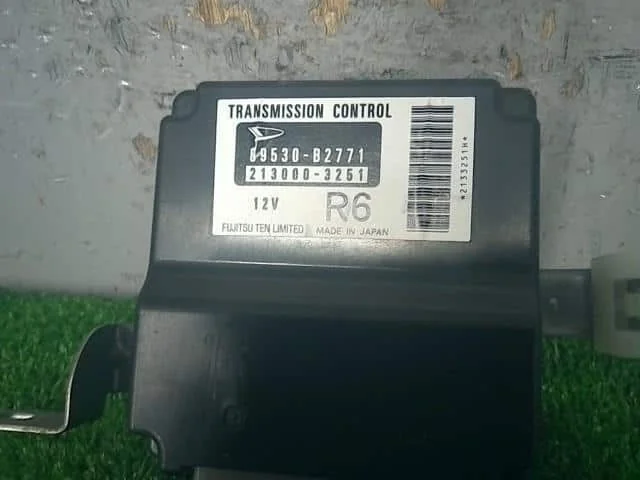 TRANSMISSION CONTROL
89530-B2771
213000-3251
12V R6
FUJITSU TEN LIMITED MADE IN JAPAN
*2133251H*